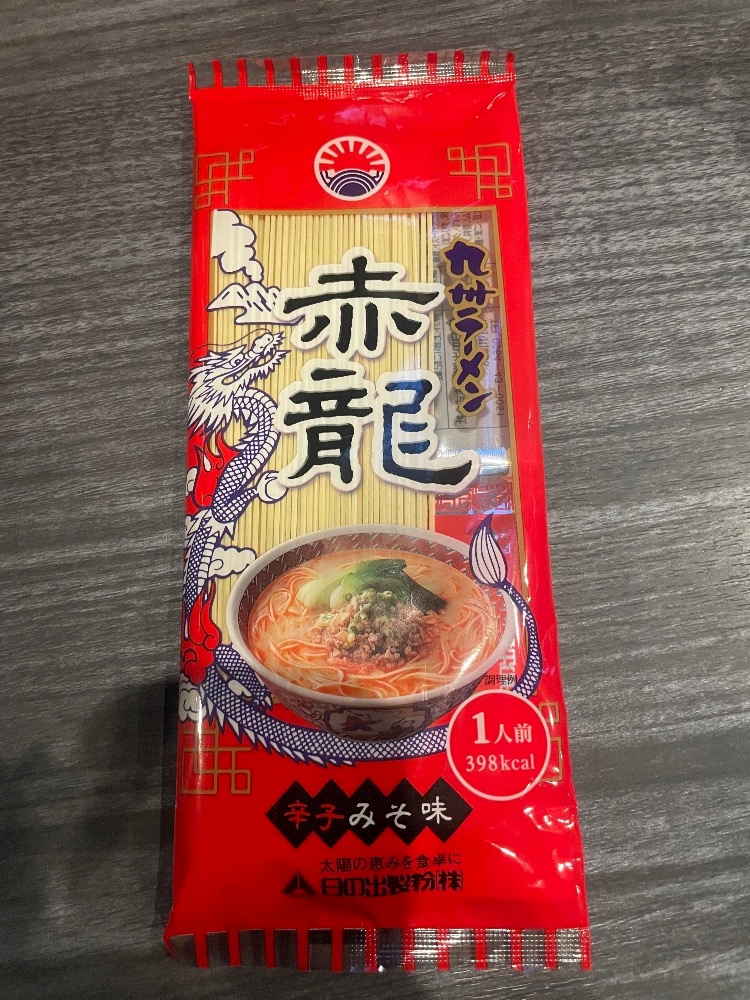 九州ラーメン
赤龍
調理例
1人前
398kcal
辛子みそ味
太陽の恵みを食卓に
日の出製粉(株)